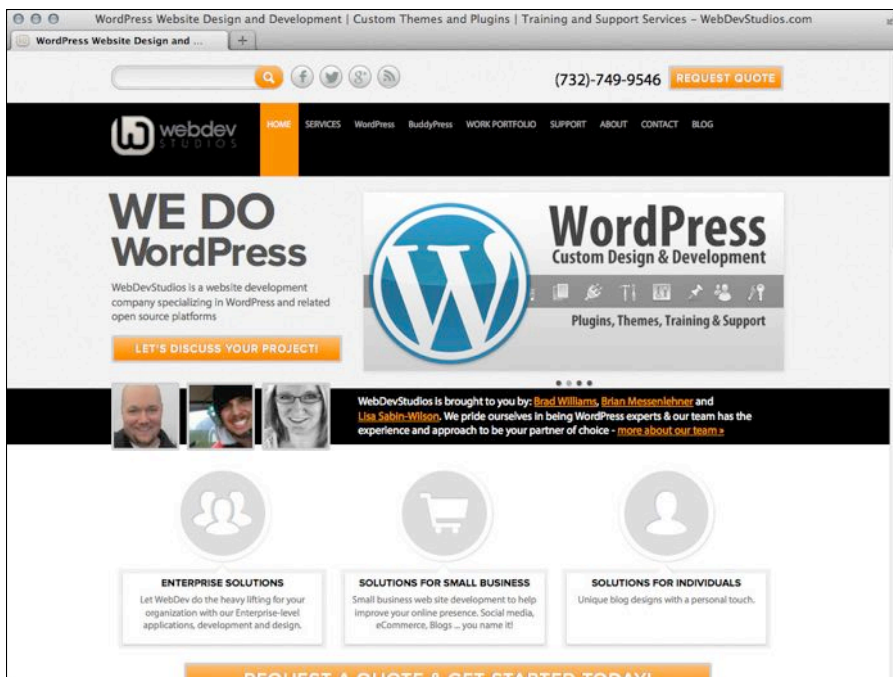 WordPress Website Design and Development | Custom Themes and Plugins | Training and Support Services – WebDevStudios.com
WordPress Website Design and ...
(732)-749-9546
REQUEST QUOTE
webdev
STUDIOS
HOME
SERVICES
WordPress
BuddyPress
WORK PORTFOLIO
SUPPORT
ABOUT
CONTACT
BLOG
WE DO
WordPress
WebDevStudios is a website development
company specializing in WordPress and related
open source platforms
LET'S DISCUSS YOUR PROJECT!
WordPress
Custom Design & Development
Plugins, Themes, Training & Support
WebDevStudios is brought to you by: Brad Williams, Brian Messenlehner and
Lisa Sabin-Wilson. We pride ourselves in being WordPress experts & our team has the
experience and approach to be your partner of choice - more about our team »
ENTERPRISE SOLUTIONS
Let WebDev do the heavy lifting for your
organization with our Enterprise-level
applications, development and design.
SOLUTIONS FOR SMALL BUSINESS
Small business web site development to help
improve your online presence. Social media,
eCommerce, Blogs ... you name it!
SOLUTIONS FOR INDIVIDUALS
Unique blog designs with a personal touch.
REQUEST A QUOTE & GET STARTED TODAY!